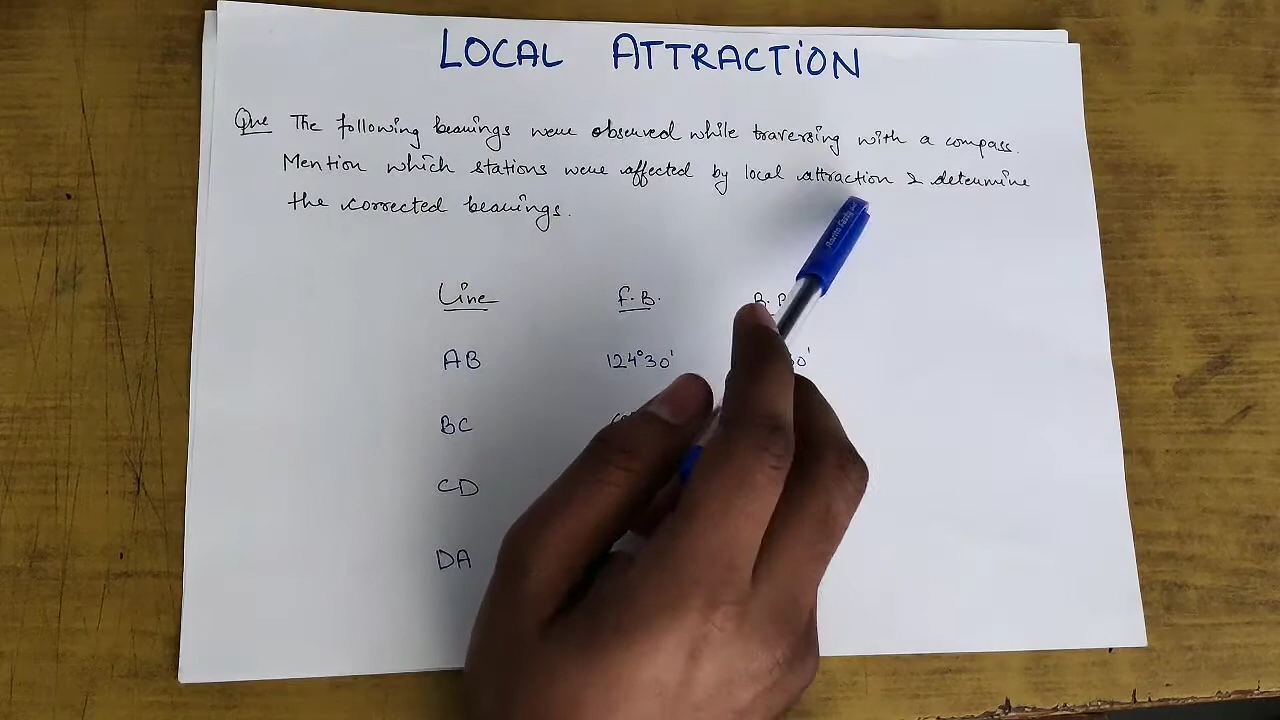 LOCAL ATTRACTION
Que The following bearings were observed while traversing with a compass.
Mention which stations were affected by local attraction & determine
the corrected bearings.
Line F.B.
AB 124°30'
BC
CD
DA